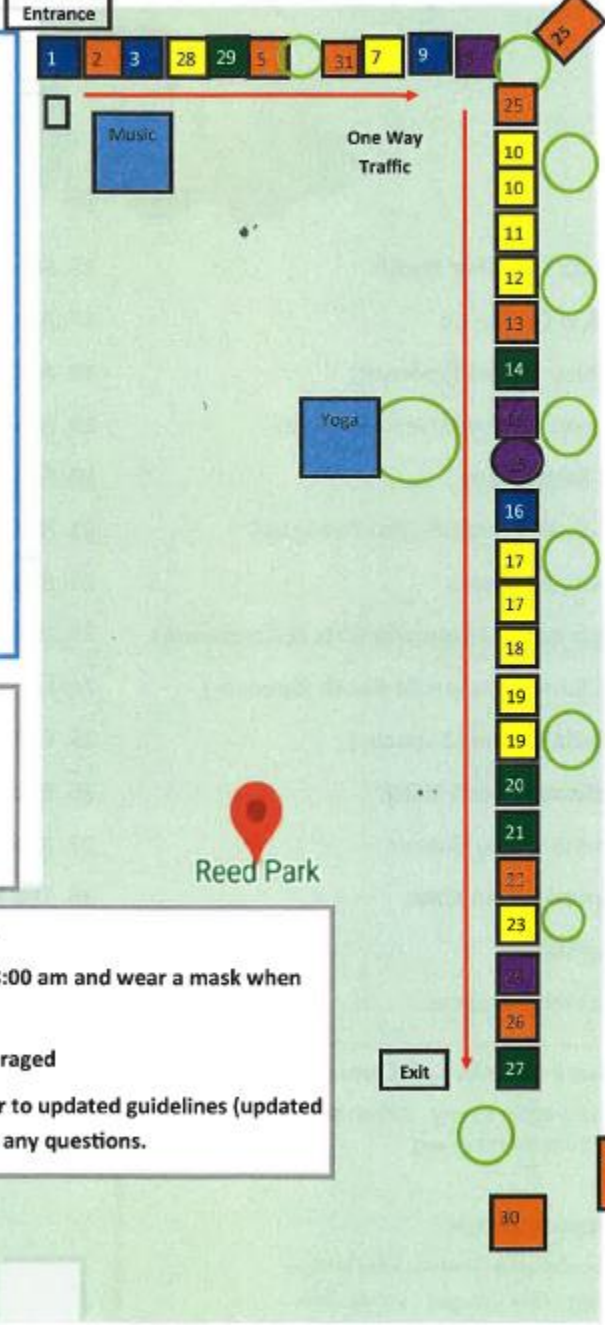 Entrance
1 2 3 28 29 5 31 7 9
25
25
Music
One Way
Traffic
10
10
11
12
13
14
Yoga
15
16
17
17
18
19
19
20
21
Reed Park
22
23
:00 am and wear a mask when
26
raged
Exit
27
r to updated guidelines (updated
any questions.
30